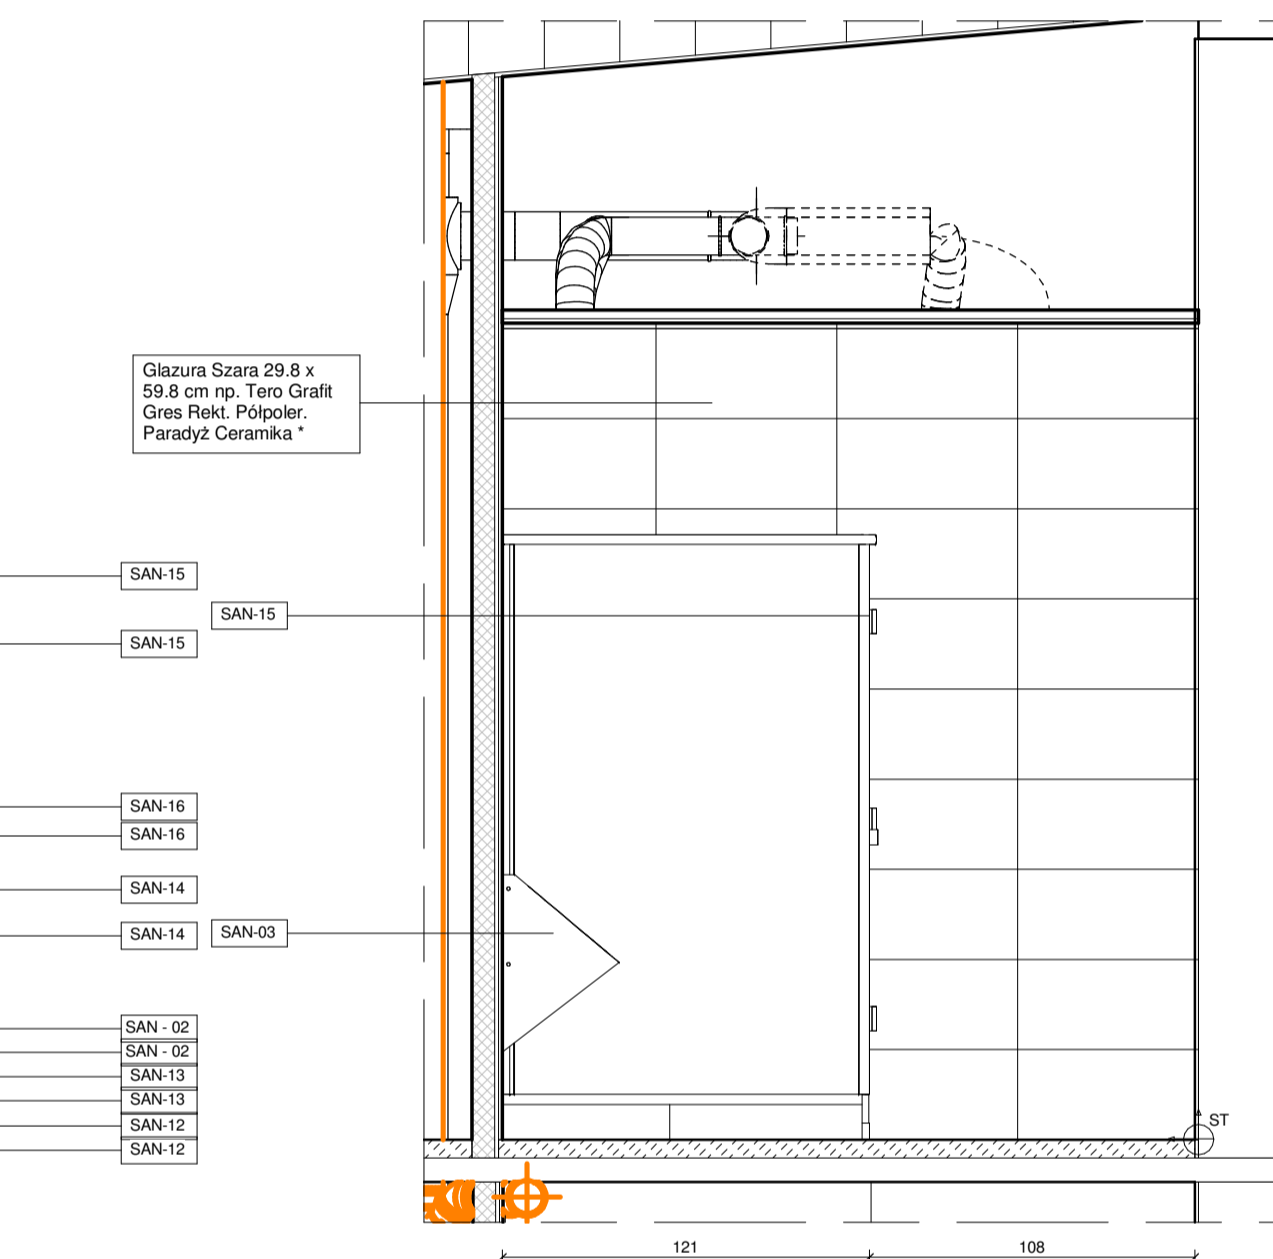 Glazura Szara 29.8 x
59.8 cm np. Tero Grafit
Gres Rekt. Półpoler.
Paradyż Ceramika *
SAN-15
SAN-15
SAN-15
SAN-16
SAN-16
SAN-14
SAN-14
SAN-03
SAN - 02
SAN - 02
SAN-13
SAN-13
SAN-12
SAN-12
ST
121
108